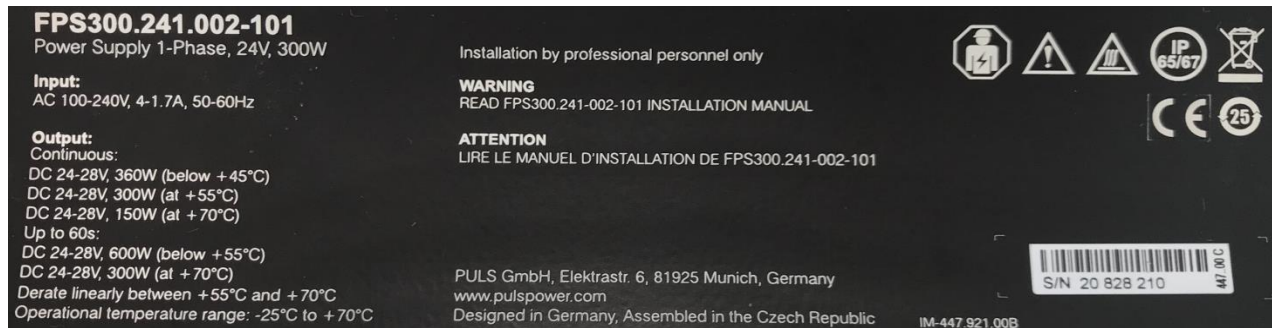 FPS300.241.002-101
Power Supply 1-Phase, 24V, 300W
Input:
AC 100-240V, 4-1.7A, 50-60Hz
Output:
Continuous:
DC 24-28V, 360W (below +45°C)
DC 24-28V, 300W (at +55°C)
DC 24-28V, 150W (at +70°C)
Up to 60s:
DC 24-28V, 600W (below +55°C)
DC 24-28V, 300W (at +70°C)
Derate linearly between +55°C and +70°C
Operational temperature range: -25°C to +70°C
Installation by professional personnel only
WARNING
READ FPS300.241-002-101 INSTALLATION MANUAL
ATTENTION
LIRE LE MANUEL D'INSTALLATION DE FPS300.241-002-101
PULS GmbH, Elektrastr. 6, 81925 Munich, Germany
www.pulspower.com
Designed in Germany, Assembled in the Czech Republic
IP
65/67
CE
25
S/N 20 828 210
447.00 C
IM-447.921.00B